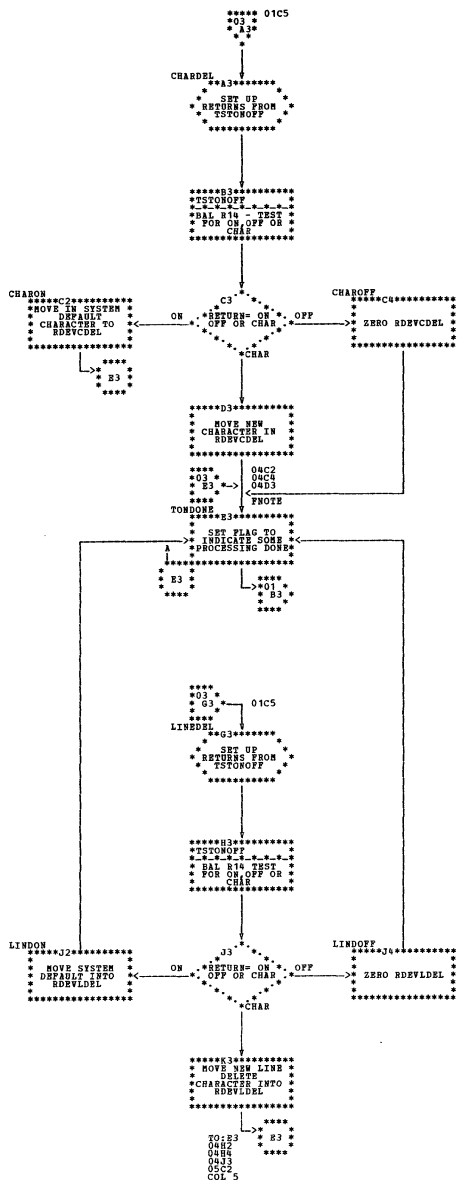 01C5
03
A3
CHARDEL
A3
SET UP
RETURNS FROM
TSTONOFF
B3
TSTONOFF
BAL R14 - TEST
FOR ON,OFF OR
CHAR
CHARON
C2
MOVE IN SYSTEM
DEFAULT
CHARACTER TO
RDEVCDEL
ON
C3
RETURN= ON
OFF OR CHAR
OFF
CHAROFF
C4
ZERO RDEVCDEL
E3
CHAR
D3
MOVE NEW
CHARACTER IN
RDEVCDEL
03
E3
04C2
04C4
04D3
FNOTE
TONDONE
E3
SET FLAG TO
INDICATE SOME
PROCESSING DONE
A
E3
01
B3
03
G3
01C5
LINEDEL
G3
SET UP
RETURNS FROM
TSTONOFF
H3
TSTONOFF
BAL R14 TEST
FOR ON,OFF OR
CHAR
LINDON
J2
MOVE SYSTEM
DEFAULT INTO
RDEVLDEL
ON
J3
RETURN= ON
OFF OR CHAR
OFF
LINDOFF
J4
ZERO RDEVLDEL
CHAR
K3
MOVE NEW LINE
DELETE
CHARACTER INTO
RDEVLDEL
E3
TO:E3
04H2
04H4
04J3
05C2
COL 5